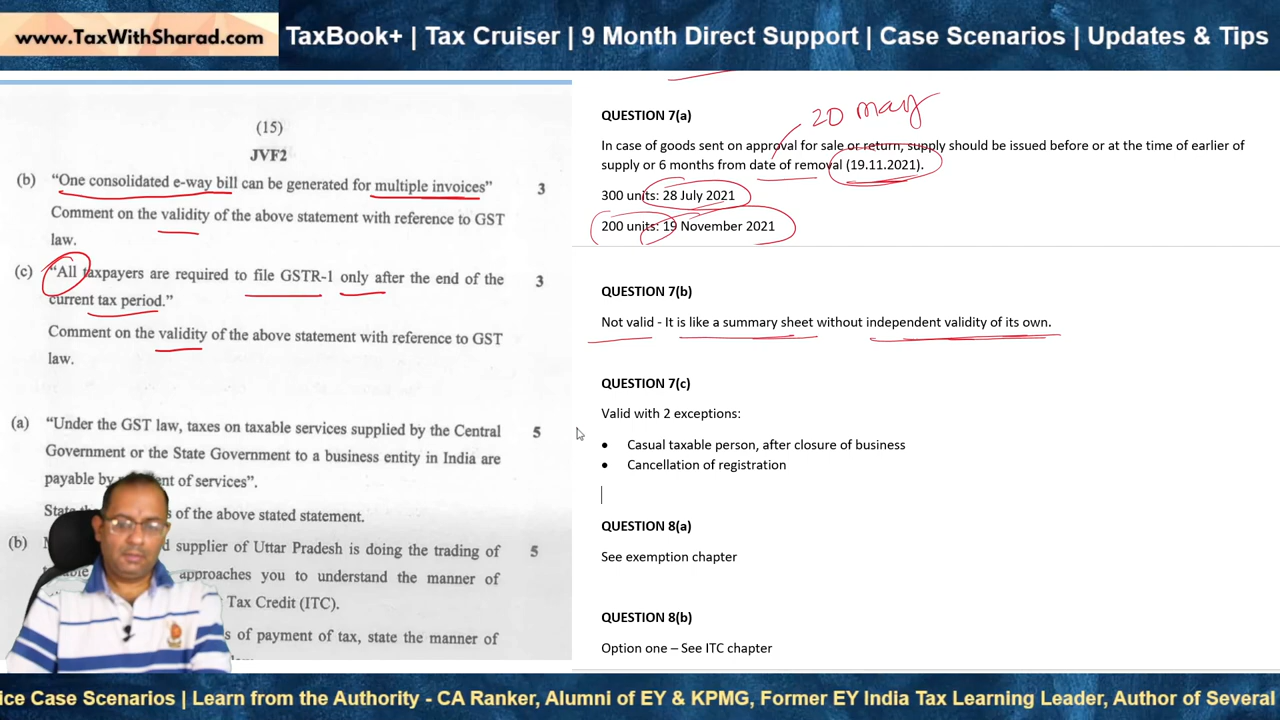 www.TaxWithSharad.com
TaxBook+ | Tax Cruiser | 9 Month Direct Support | Case Scenarios | Updates & Tips
(15)
JVF2
(b) "One consolidated e-way bill can be generated for multiple invoices" 3
Comment on the validity of the above statement with reference to GST
law.
(c) "All taxpayers are required to file GSTR-1 only after the end of the 3
current tax period."
Comment on the validity of the above statement with reference to GST
law.
(a) "Under the GST law, taxes on taxable services supplied by the Central 5
Government or the State Government to a business entity in India are
payable by of services".
of the above stated statement.
(b) supplier of Uttar Pradesh is doing the trading of 5
approaches you to understand the manner of
Tax Credit (ITC).
of payment of tax, state the manner of
QUESTION 7(a)
20 may
In case of goods sent on approval for sale or return, supply should be issued before or at the time of earlier of
supply or 6 months from date of removal (19.11.2021).
300 units: 28 July 2021
200 units: 19 November 2021
QUESTION 7(b)
Not valid - It is like a summary sheet without independent validity of its own.
QUESTION 7(c)
Valid with 2 exceptions:
• Casual taxable person, after closure of business
• Cancellation of registration
QUESTION 8(a)
See exemption chapter
QUESTION 8(b)
Option one – See ITC chapter
ice Case Scenarios | Learn from the Authority - CA Ranker, Alumni of EY & KPMG, Former EY India Tax Learning Leader, Author of Several